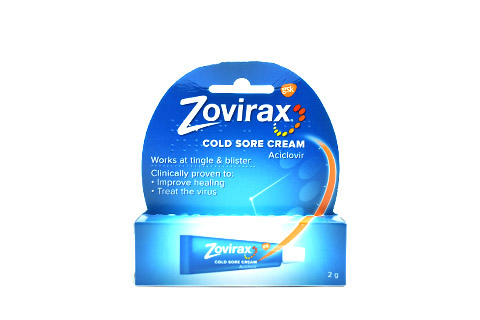 gsk
Zovirax
COLD SORE CREAM
Aciclovir
Works at tingle & blister
Clinically proven to:
• Improve healing
• Treat the virus
Zovirax
COLD SORE CREAM
Aciclovir
2 g